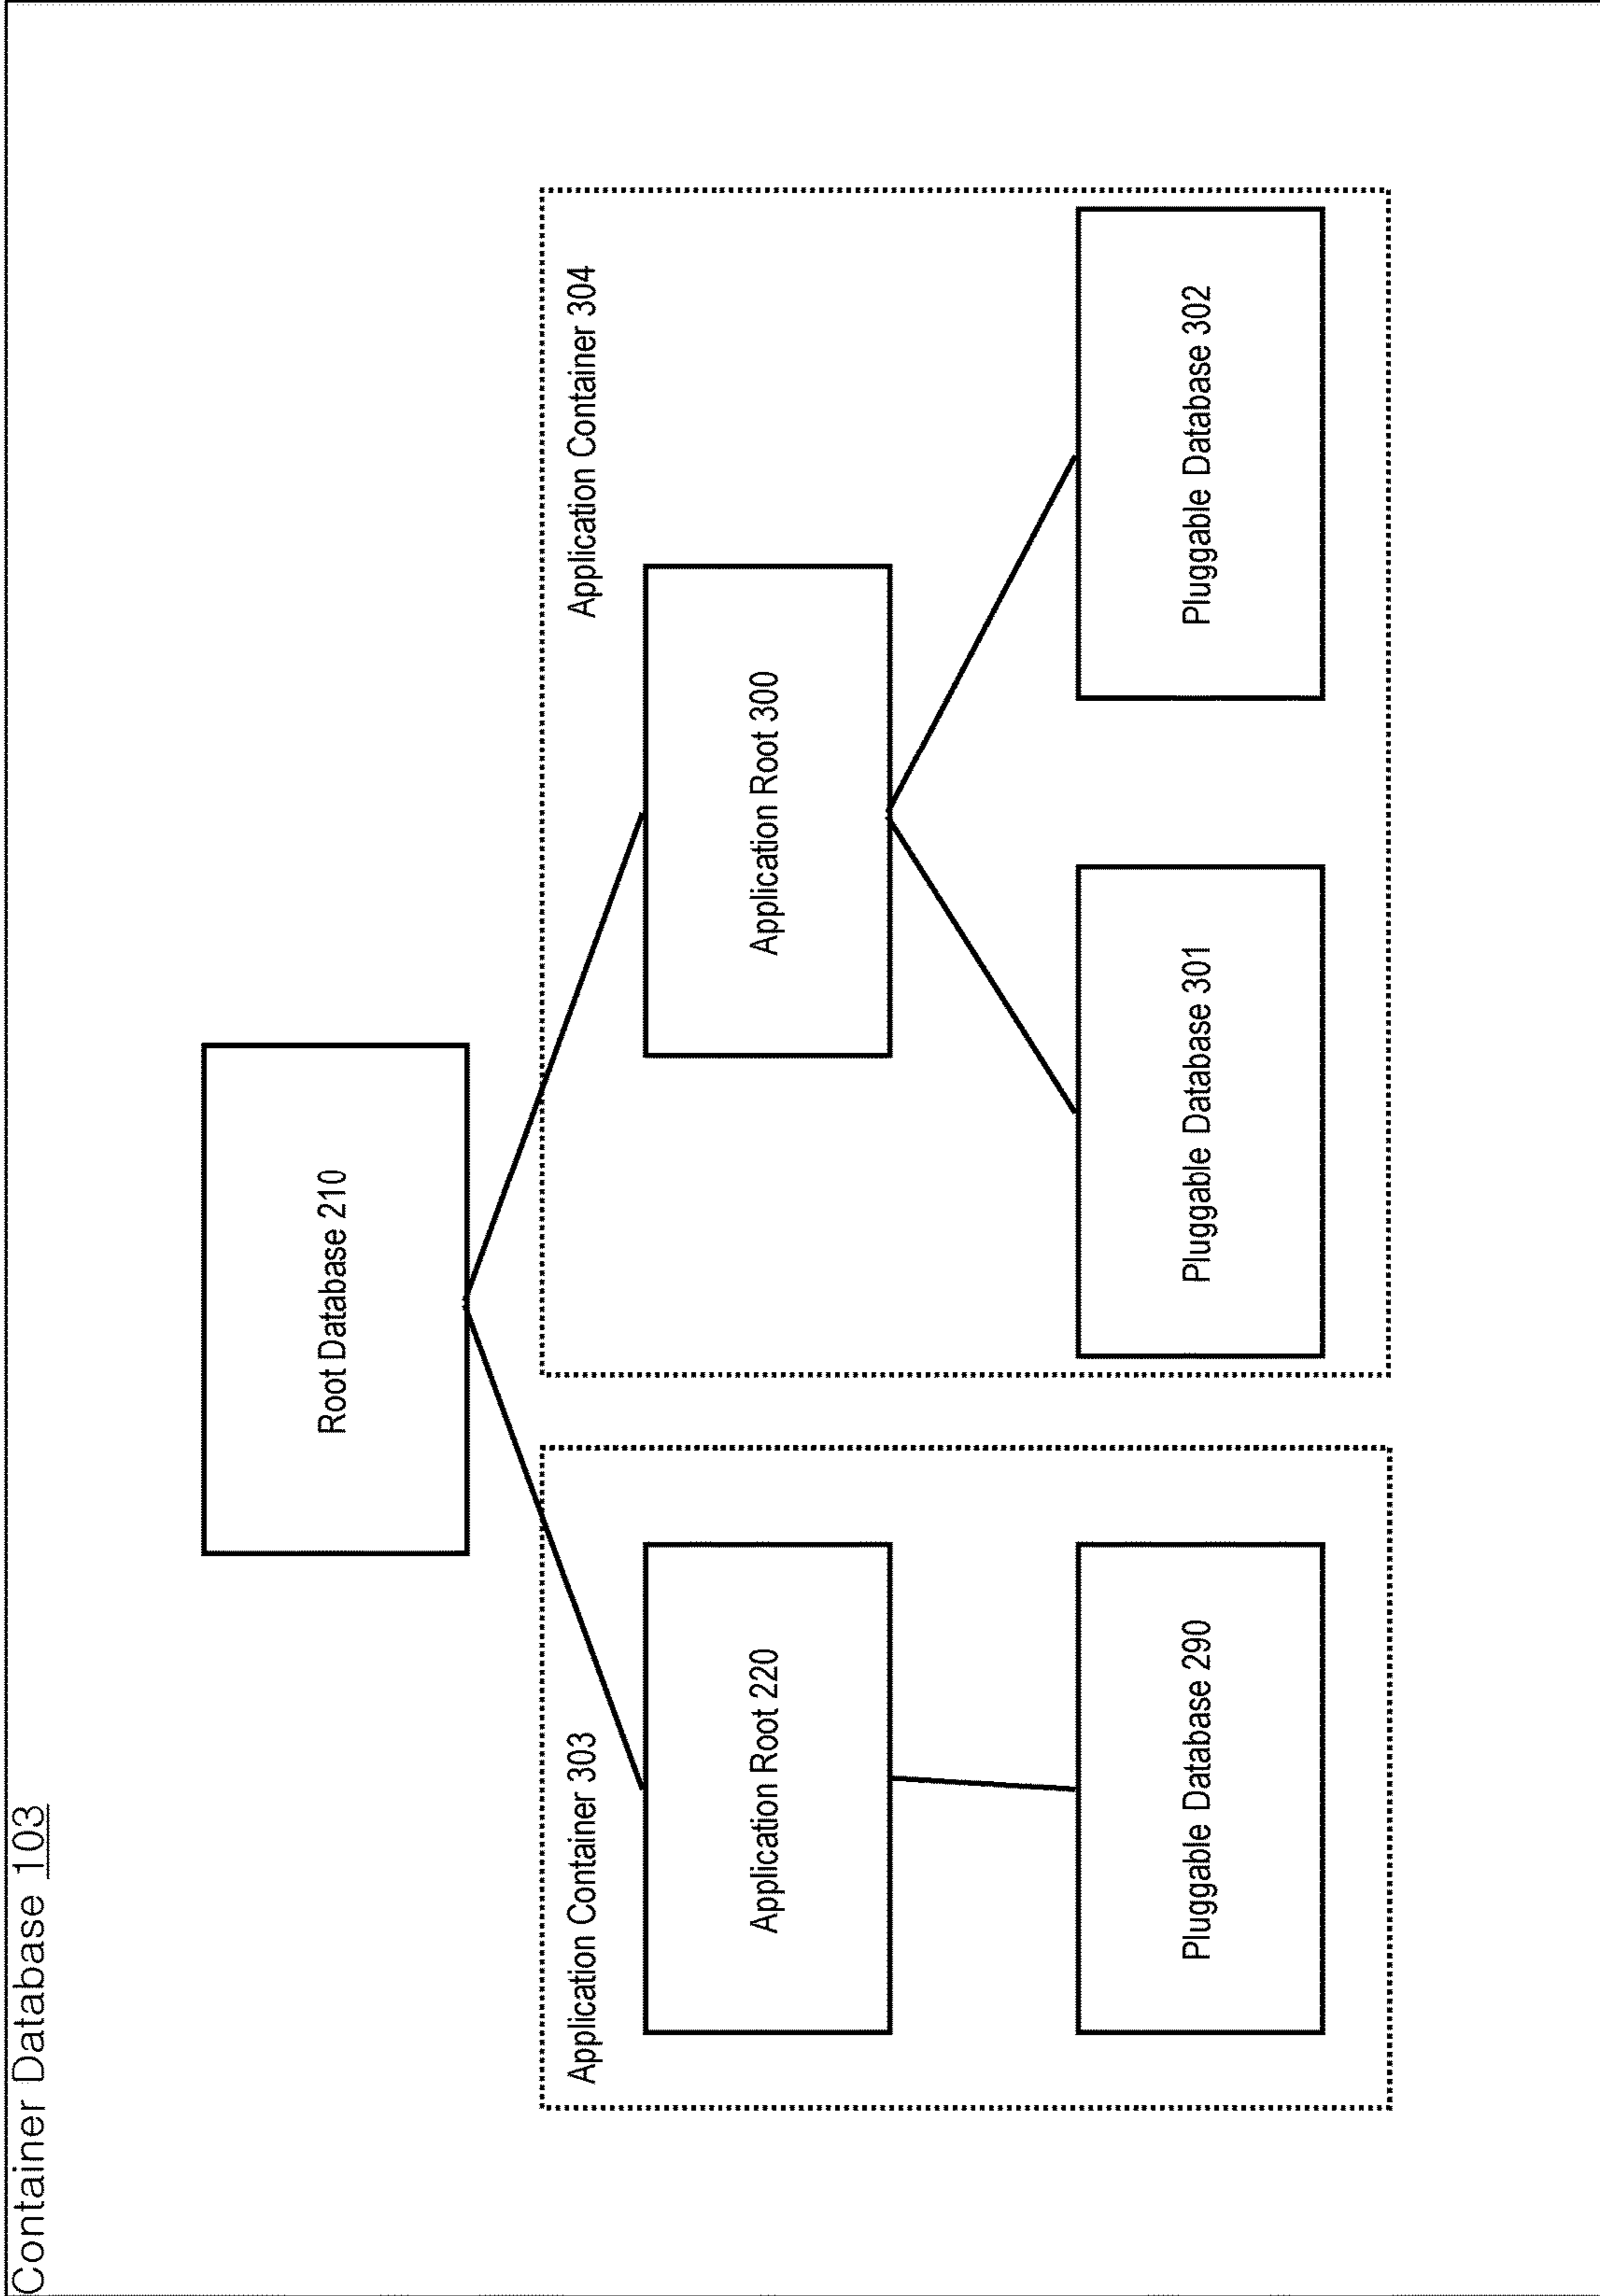 Container Database 103
Root Database 210
Application Container 303
Application Container 304
Application Root 220
Application Root 300
Pluggable Database 290
Pluggable Database 301
Pluggable Database 302